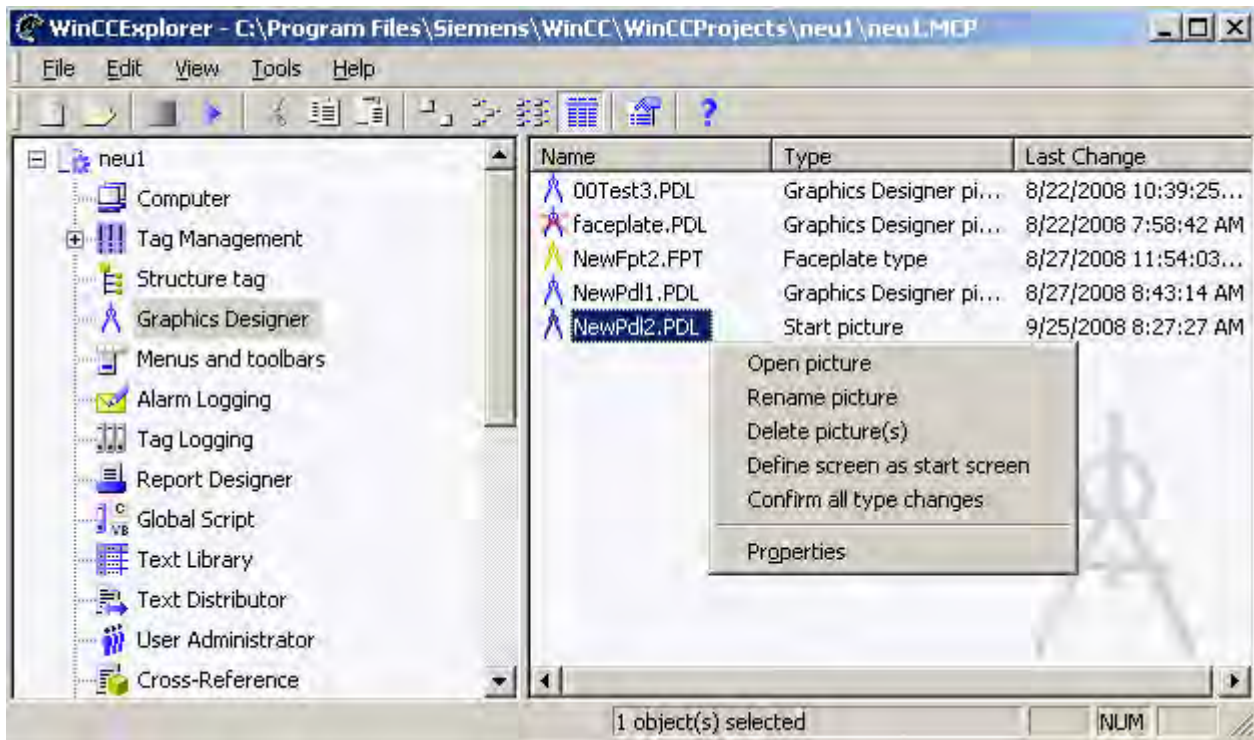 WinCCExplorer - C:\Program Files\Siemens\WinCC\WinCCProjects\neu1\neu1.MCP
File Edit View Tools Help
neu1
Computer
Tag Management
Structure tag
Graphics Designer
Menus and toolbars
Alarm Logging
Tag Logging
Report Designer
C
VB
Global Script
Text Library
Text Distributor
User Administrator
Cross-Reference
Name Type Last Change
00Test3.PDL Graphics Designer pi... 8/22/2008 10:39:25...
faceplate.PDL Graphics Designer pi... 8/22/2008 7:58:42 AM
NewFpt2.FPT Faceplate type 8/27/2008 11:54:03...
NewPdl1.PDL Graphics Designer pi... 8/27/2008 8:43:14 AM
NewPdl2.PDL Start picture 9/25/2008 8:27:27 AM
Open picture
Rename picture
Delete picture(s)
Define screen as start screen
Confirm all type changes
Properties
1 object(s) selected NUM